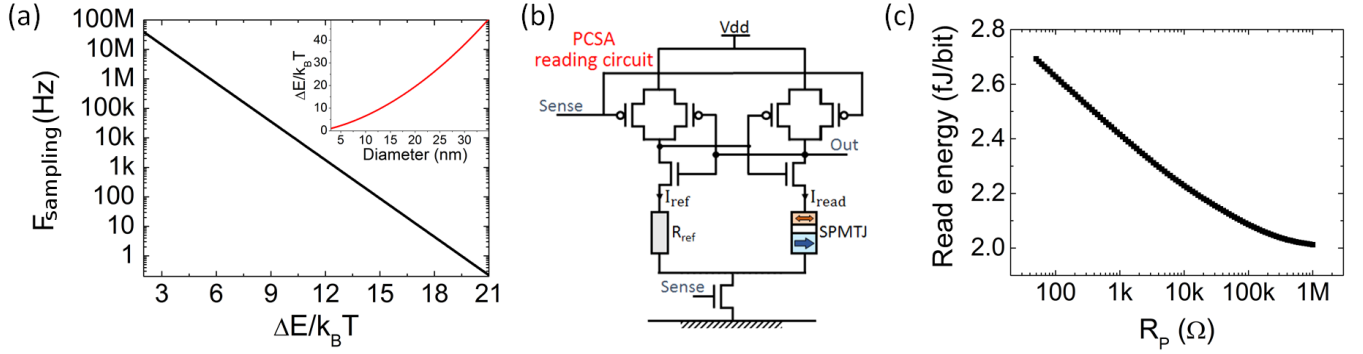 (a)
100M
10M
1M
100k
10k
1k
100
10
1
F_sampling(Hz)
3 6 9 12 15 18 21
ΔE/k_BT
40
30
20
10
0
ΔE/k_BT
5 10 15 20 25 30
Diameter (nm)
(b)
Vdd
PCSA
reading circuit
Sense
Out
I_ref
I_read
R_ref
SPMTJ
Sense
(c)
2.8
2.6
2.4
2.2
2.0
Read energy (fJ/bit)
100 1k 10k 100k 1M
R_P (Ω)